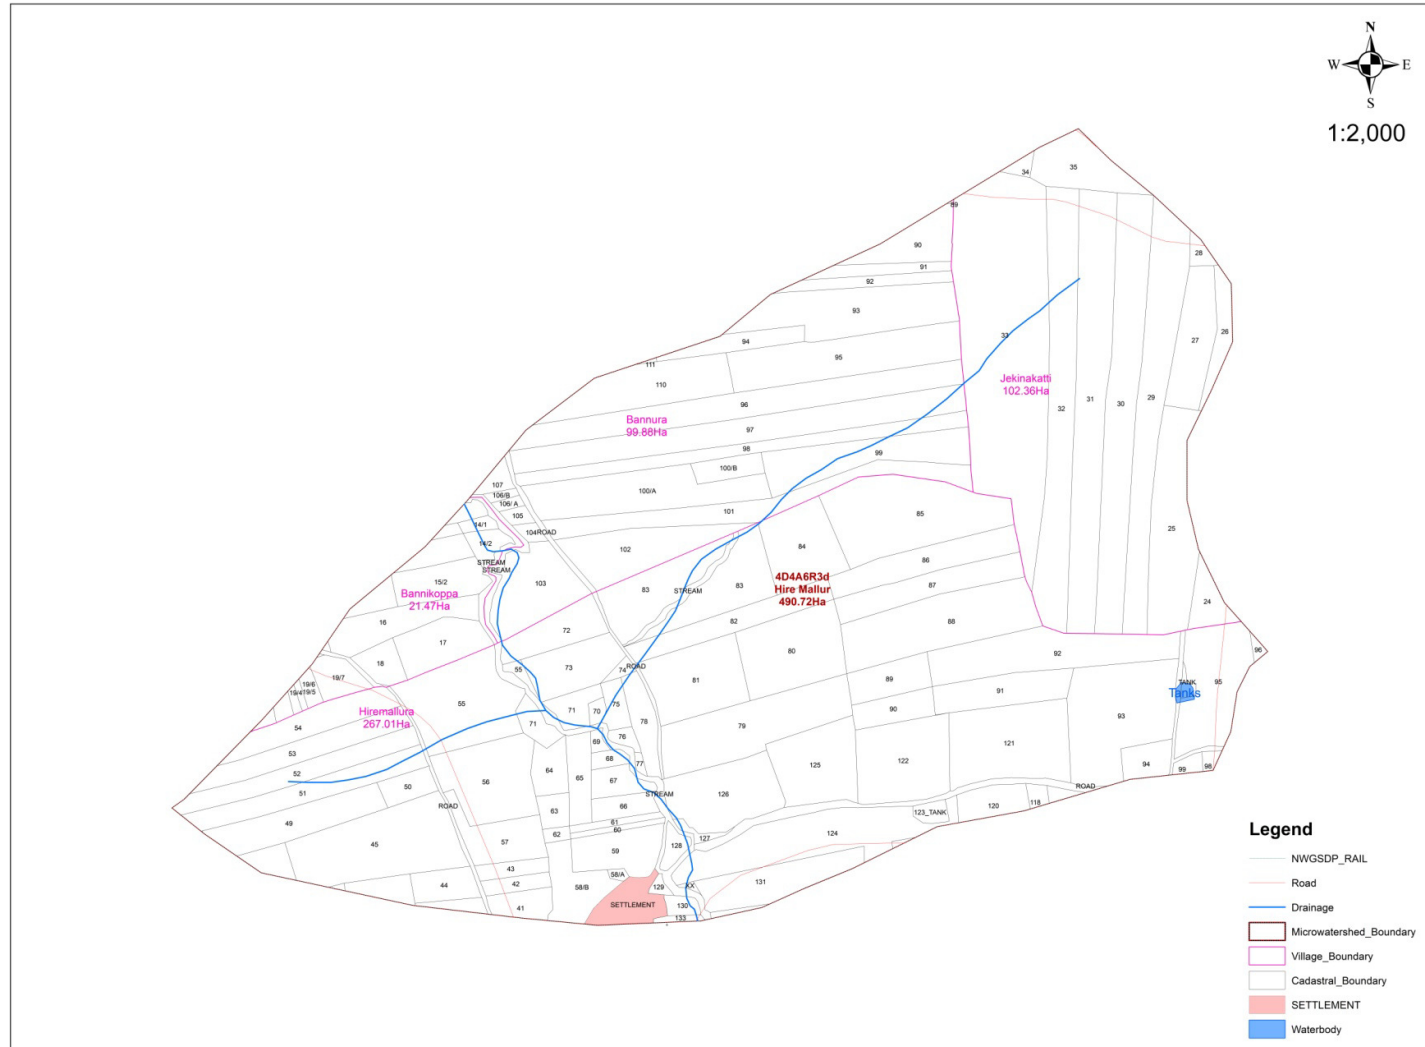 N
W E
S
1:2,000
35
34
89
90
28
91
92
93
26
33
27
94
95
111
110
Jekinakatti
102.36Ha
96
31
30
29
32
Bannura
99.88Ha
97
98
99
100/B
107
100/A
106/B
106/ A
105
101
85
14/1
104ROAD
25
14/2
102
84
86
STREAM
STREAM
15/2
103
83
STREAM
83
4D4A6R3d
Hire Mallur
490.72Ha
87
Bannikoppa
21.47Ha
24
16
82
88
17
72
96
80
92
18
55
73
74
ROAD
81
89
19/7
19/6
19/4
19/5
TANK
Tanks
95
91
55
75
71
70
90
Hiremallura
267.01Ha
54
71
78
79
93
69
76
121
53
68
77
122
94
99
98
52
64
125
50
56
65
67
51
STREAM
126
ROAD
ROAD
66
118
49
63
123_TANK
120
61
60
62
127
124
57
45
128
59
43
58/A
44
42
58/B
129
XX
131
SETTLEMENT
130
41
133
Legend
NWGSDP_RAIL
Road
Drainage
Microwatershed_Boundary
Village_Boundary
Cadastral_Boundary
SETTLEMENT
Waterbody